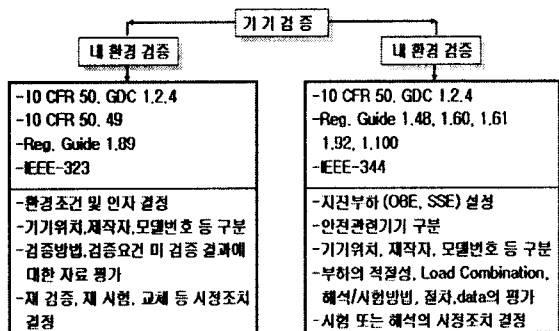 기기검증
내 환경 검증
내 환경 검증
-10 CFR 50, GDC 1,2,4
-10 CFR 50, 49
-Reg. Guide 1.89
-IEEE-323
-환경조건 및 인자 결정
-기기위치,제작자,모델번호 등 구분
-검증방법,검증요건 미 검증 결과에
대한 자료 평가
-재 검증, 재 시험, 교체 등 시정조치
결정
-10 CFR 50, GDC 1,2,4
-Reg. Guide 1.48, 1.60, 1.61
1.92, 1.100
-IEEE-344
-지진부하 (OBE, SSE) 설정
-안전관련기기 구분
-기기위치, 제작자, 모델번호 등 구분
-부하의 적절성, Load Combination,
해석/시험방법, 절차,data의 평가
-시험 또는 해석의 시정조치 결정